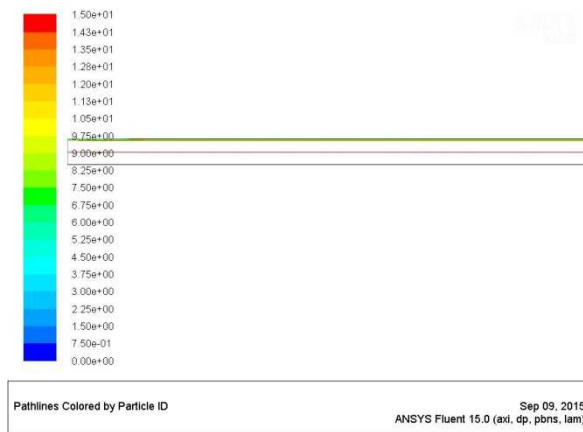 1.50e+01
1.43e+01
1.35e+01
1.28e+01
1.20e+01
1.13e+01
1.05e+01
9.75e+00
9.00e+00
8.25e+00
7.50e+00
6.75e+00
6.00e+00
5.25e+00
4.50e+00
3.75e+00
3.00e+00
2.25e+00
1.50e+00
7.50e-01
0.00e+00
Pathlines Colored by Particle ID
Sep 09, 2015
ANSYS Fluent 15.0 (axi, dp, pbns, lam)